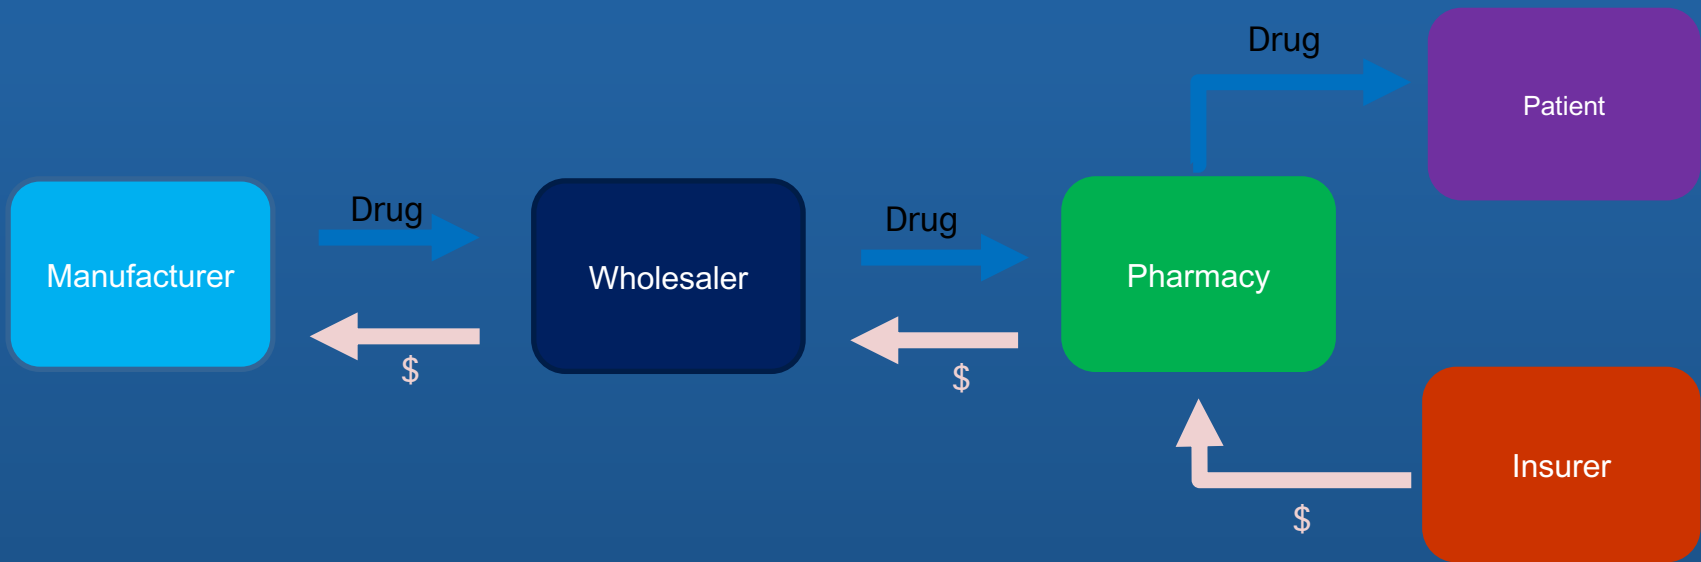 Drug
Patient
Drug
Drug
Manufacturer
Wholesaler
Pharmacy
$
$
Insurer
$